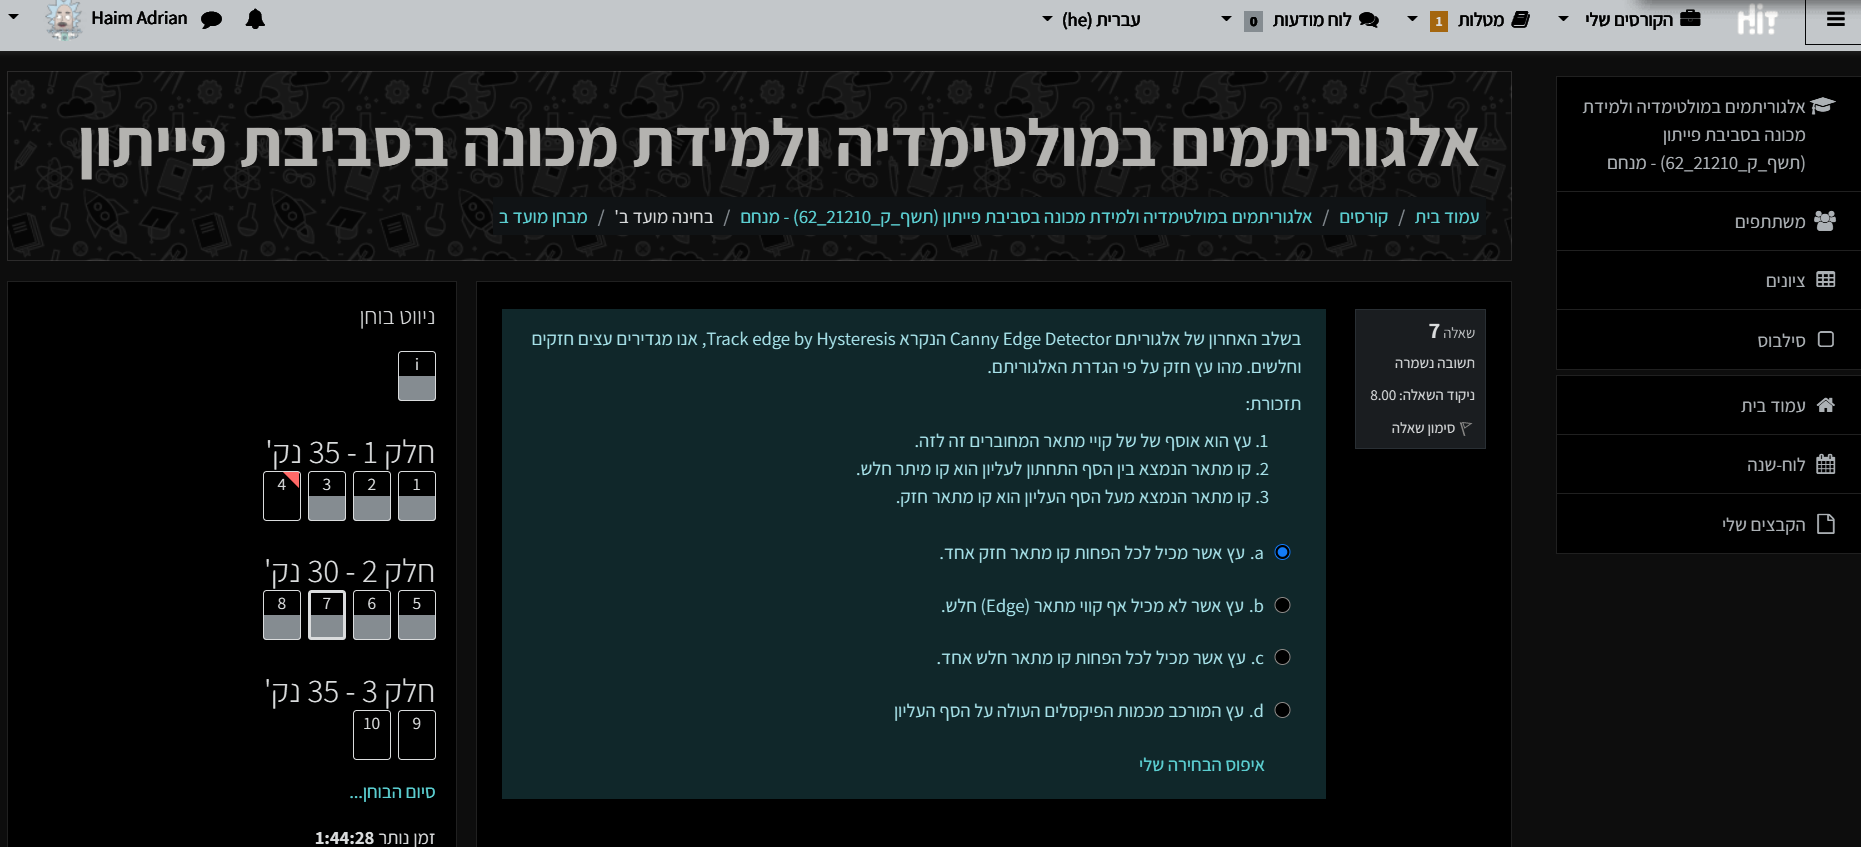 Haim Adrian
עברית ‎(he)‎
0 לוח מודעות
1 מטלות
הקורסים שלי
HIT
אלגוריתמים במולטימדיה ולמידת מכונה בסביבת פייתון
עמוד בית / קורסים / אלגוריתמים במולטימדיה ולמידת מכונה בסביבת פייתון (תשף_ק_21210_62) - מנחם / בחינה מועד ב' / מבחן מועד ב
אלגוריתמים במולטימדיה ולמידת
מכונה בסביבת פייתון
(תשף_ק_21210_62) - מנחם
משתתפים
ציונים
סילבוס
עמוד בית
לוח-שנה
הקבצים שלי
שאלה 7
תשובה נשמרה
ניקוד השאלה: 8.00
סימון שאלה
בשלב האחרון של אלגוריתם Canny Edge Detector הנקרא Track edge by Hysteresis, אנו מגדירים עצים חזקים
וחלשים. מהו עץ חזק על פי הגדרת האלגוריתם.
תזכורת:
1. עץ הוא אוסף של של קויי מתאר המחוברים זה לזה.
2. קו מתאר הנמצא בין הסף התחתון לעליון הוא קו מיתר חלש.
3. קו מתאר הנמצא מעל הסף העליון הוא קו מתאר חזק.
a. עץ אשר מכיל לכל הפחות קו מתאר חזק אחד.
b. עץ אשר לא מכיל אף קווי מתאר (Edge) חלש.
c. עץ אשר מכיל לכל הפחות קו מתאר חלש אחד.
d. עץ המורכב מכמות הפיקסלים העולה על הסף העליון
איפוס הבחירה שלי
ניווט בוחן
i
חלק 1 - 35 נק'
1 2 3 4
חלק 2 - 30 נק'
5 6 7 8
חלק 3 - 35 נק'
9 10
סיום הבוחן...
זמן נותר 1:44:28